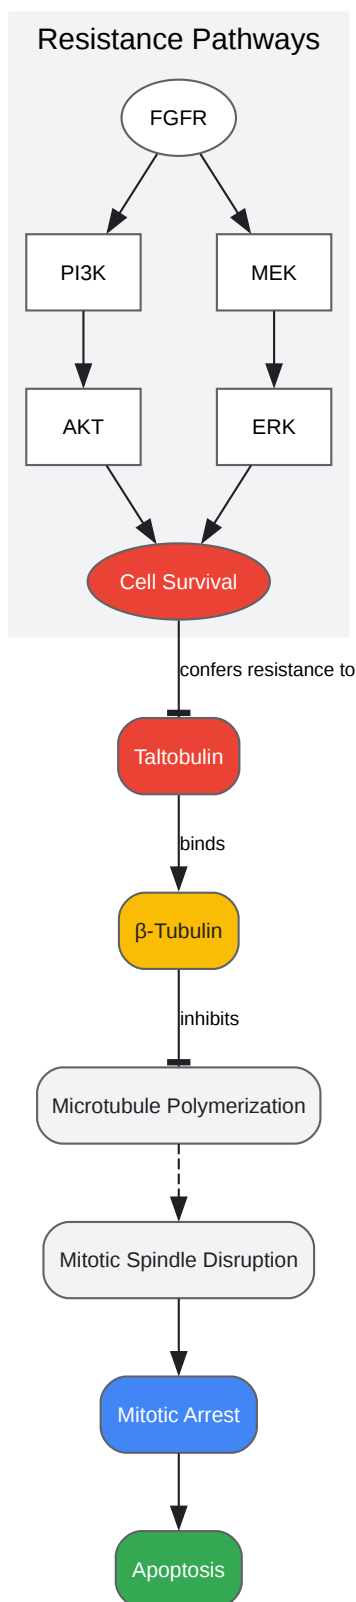 Resistance Pathways
FGFR
PI3K
MEK
AKT
ERK
Cell Survival
confers resistance to
Taltobulin
binds
β-Tubulin
inhibits
Microtubule Polymerization
Mitotic Spindle Disruption
Mitotic Arrest
Apoptosis